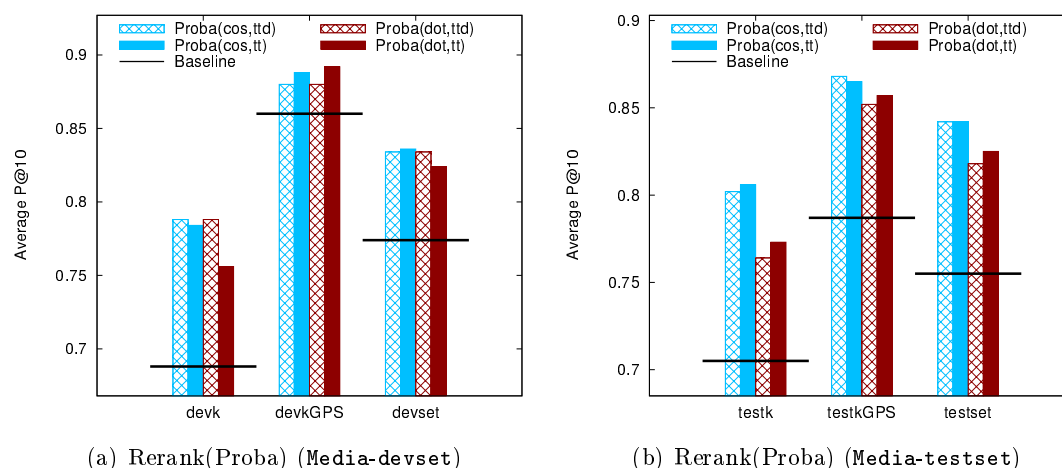 Proba(cos,ttd) Proba(dot,ttd)
Proba(cos,tt) Proba(dot,tt)
Baseline
0.9
0.85
0.8
0.75
0.7
Average P@10
devk devkGPS devset
(a) Rerank(Proba) (Media-devset)
Proba(cos,ttd) Proba(dot,ttd)
Proba(cos,tt) Proba(dot,tt)
Baseline
0.9
0.85
0.8
0.75
0.7
Average P@10
testk testkGPS testset
(b) Rerank(Proba) (Media-testset)